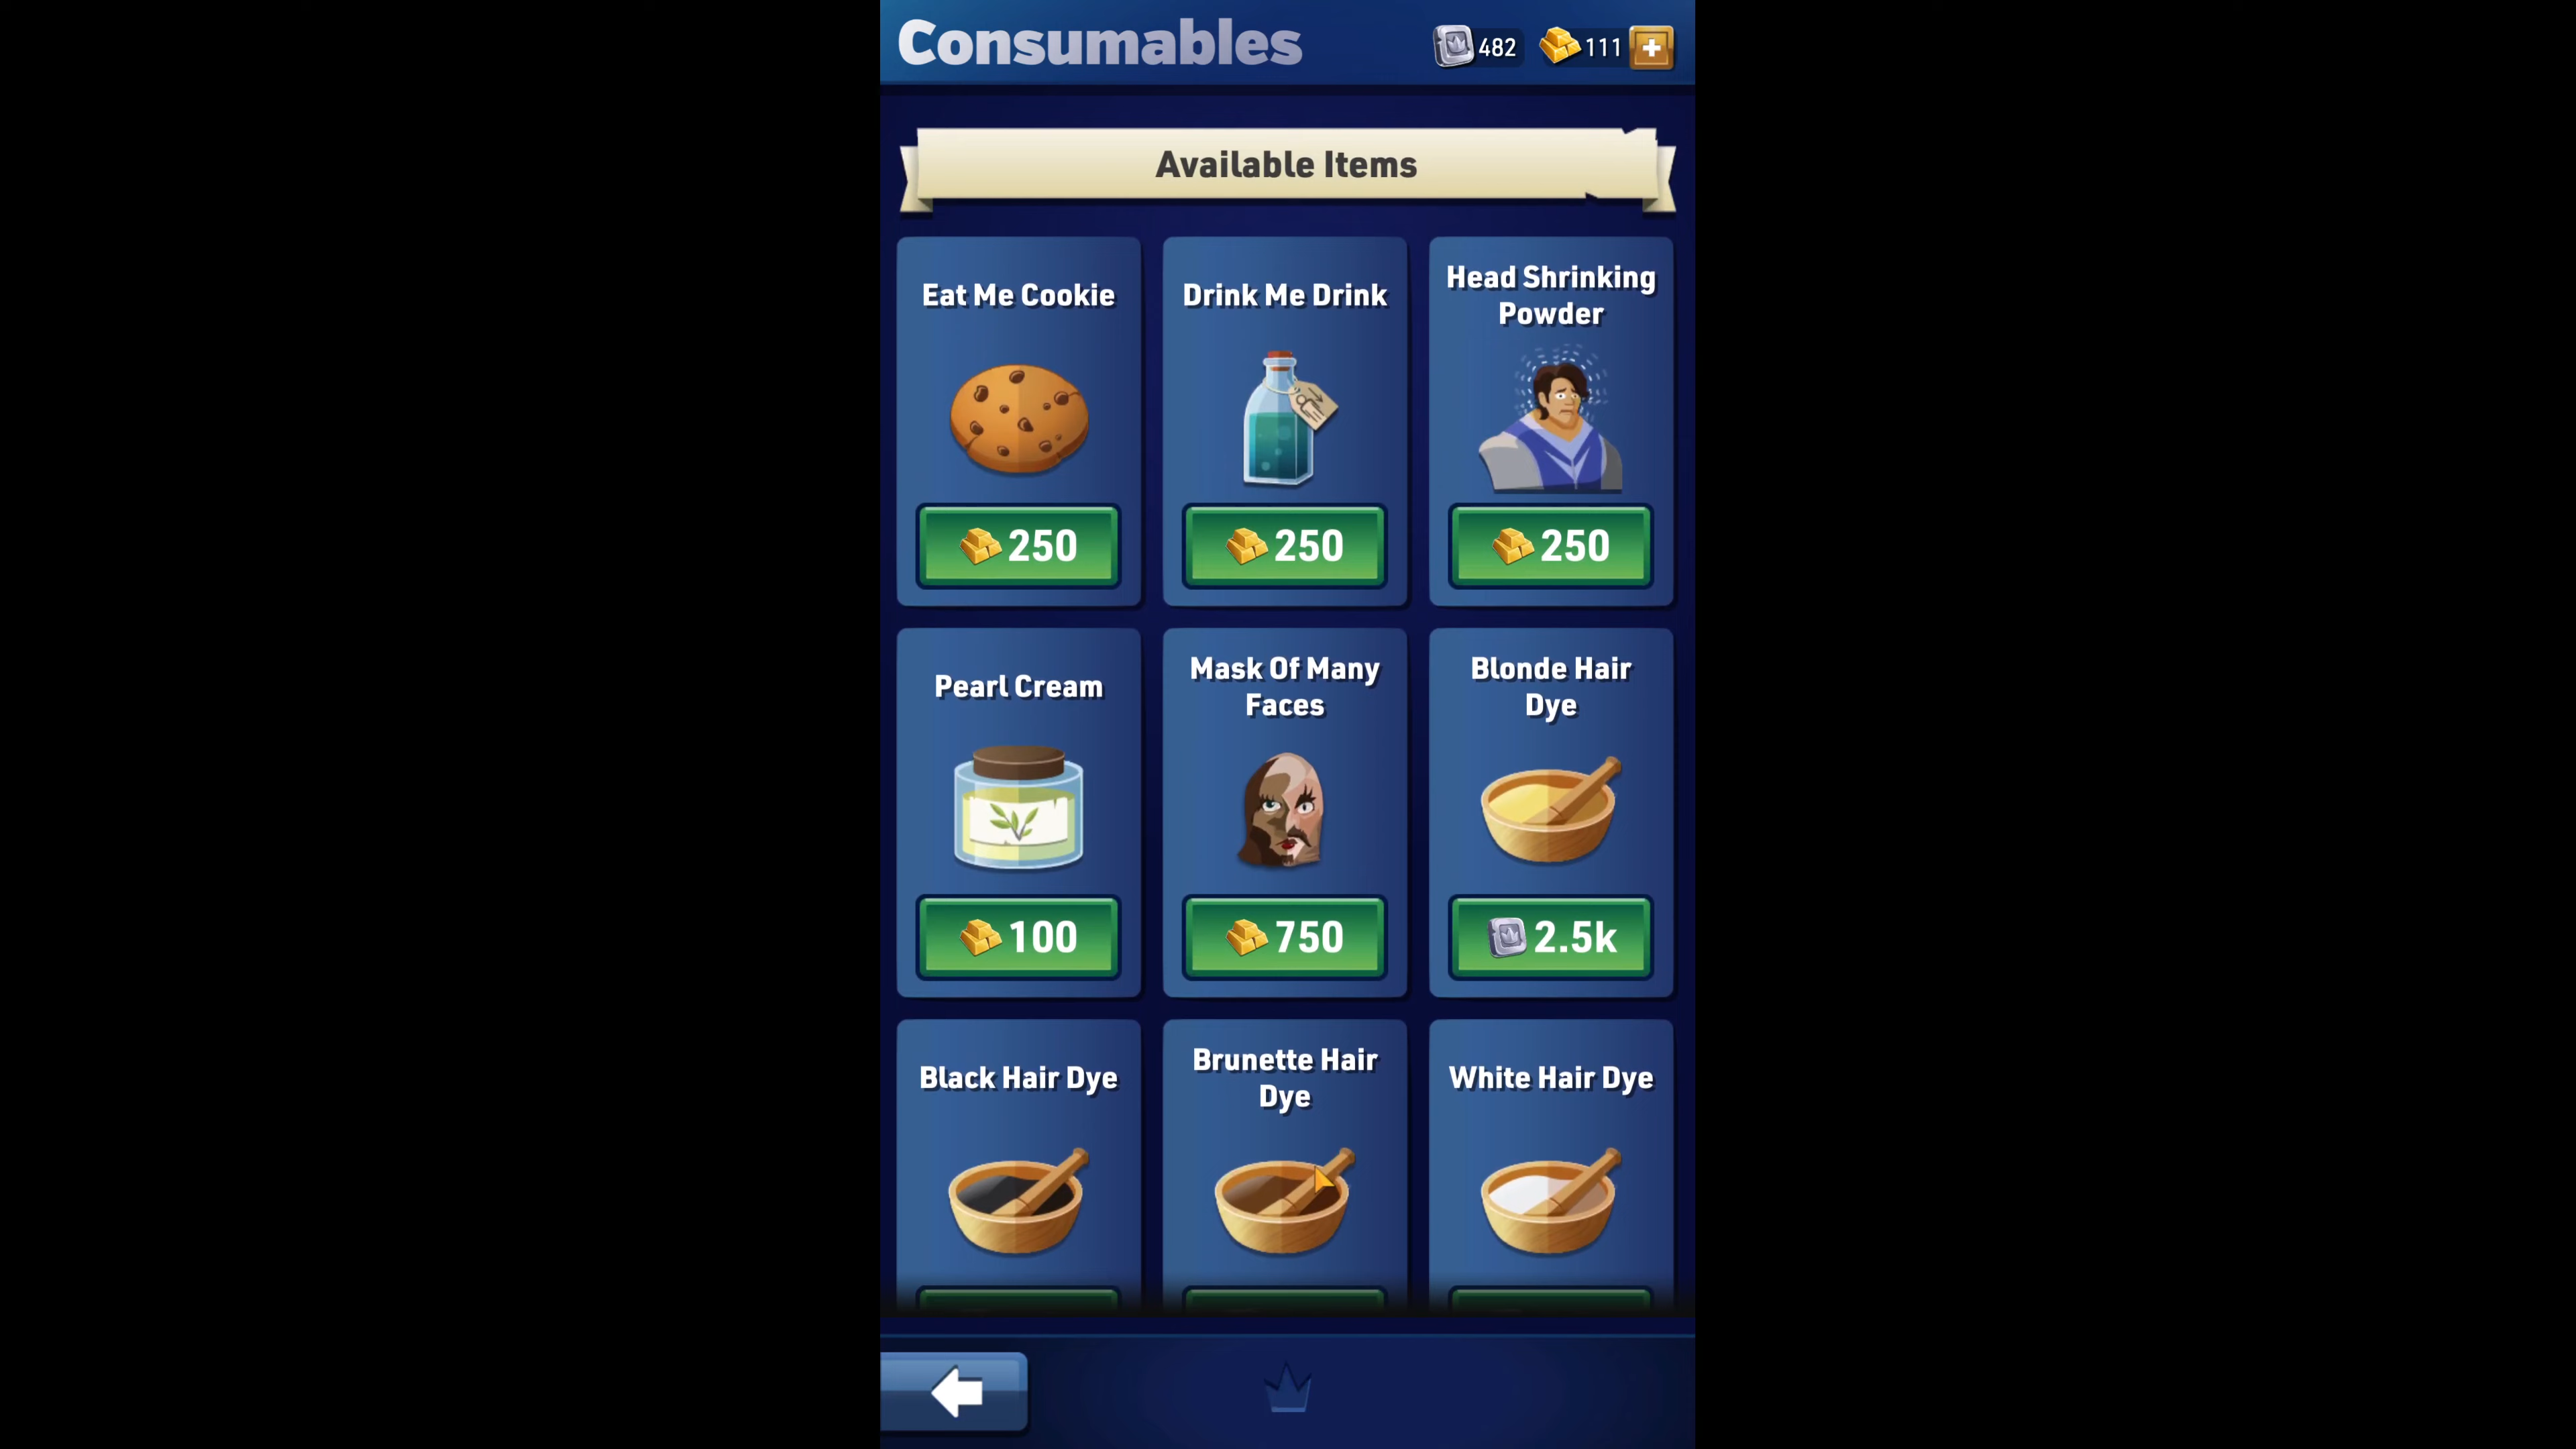 Consumables
482
111
Available Items
Eat Me Cookie
Drink Me Drink
Head Shrinking
Powder
250
250
250
Pearl Cream
Mask Of Many
Faces
Blonde Hair
Dye
100
750
2.5k
Black Hair Dye
Brunette Hair
Dye
White Hair Dye